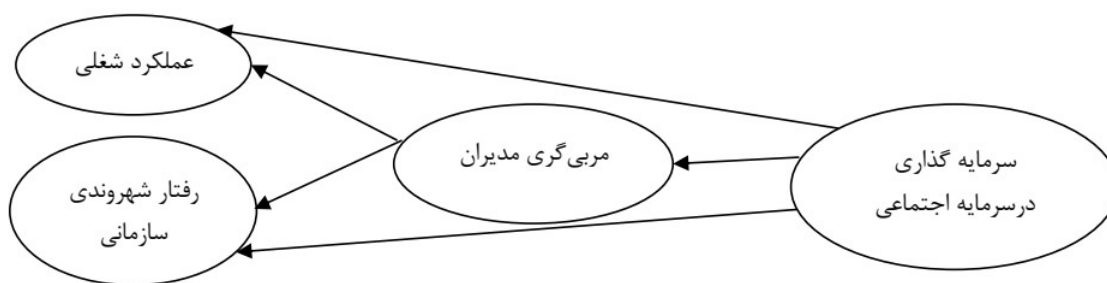 عملکرد شغلی
مربی‌گری مدیران
سرمایه گذاری
درسرمایه اجتماعی
رفتار شهروندی
سازمانی